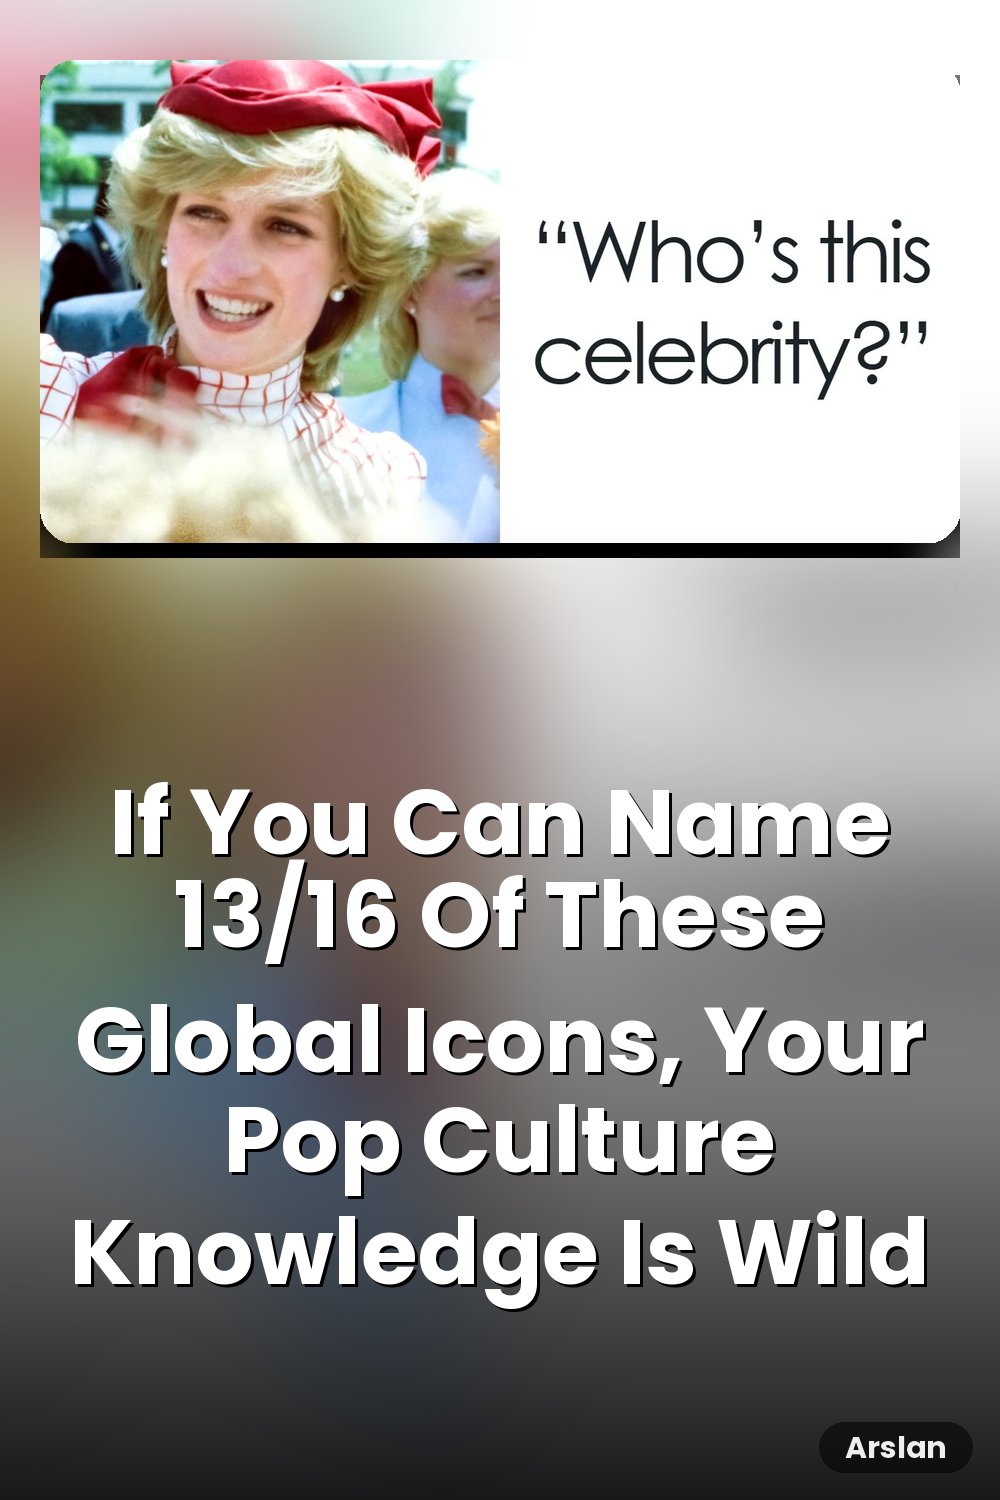 “Who’s this
celebrity?”
If You Can Name
13/16 Of These
Global Icons, Your
Pop Culture
Knowledge Is Wild
Arslan